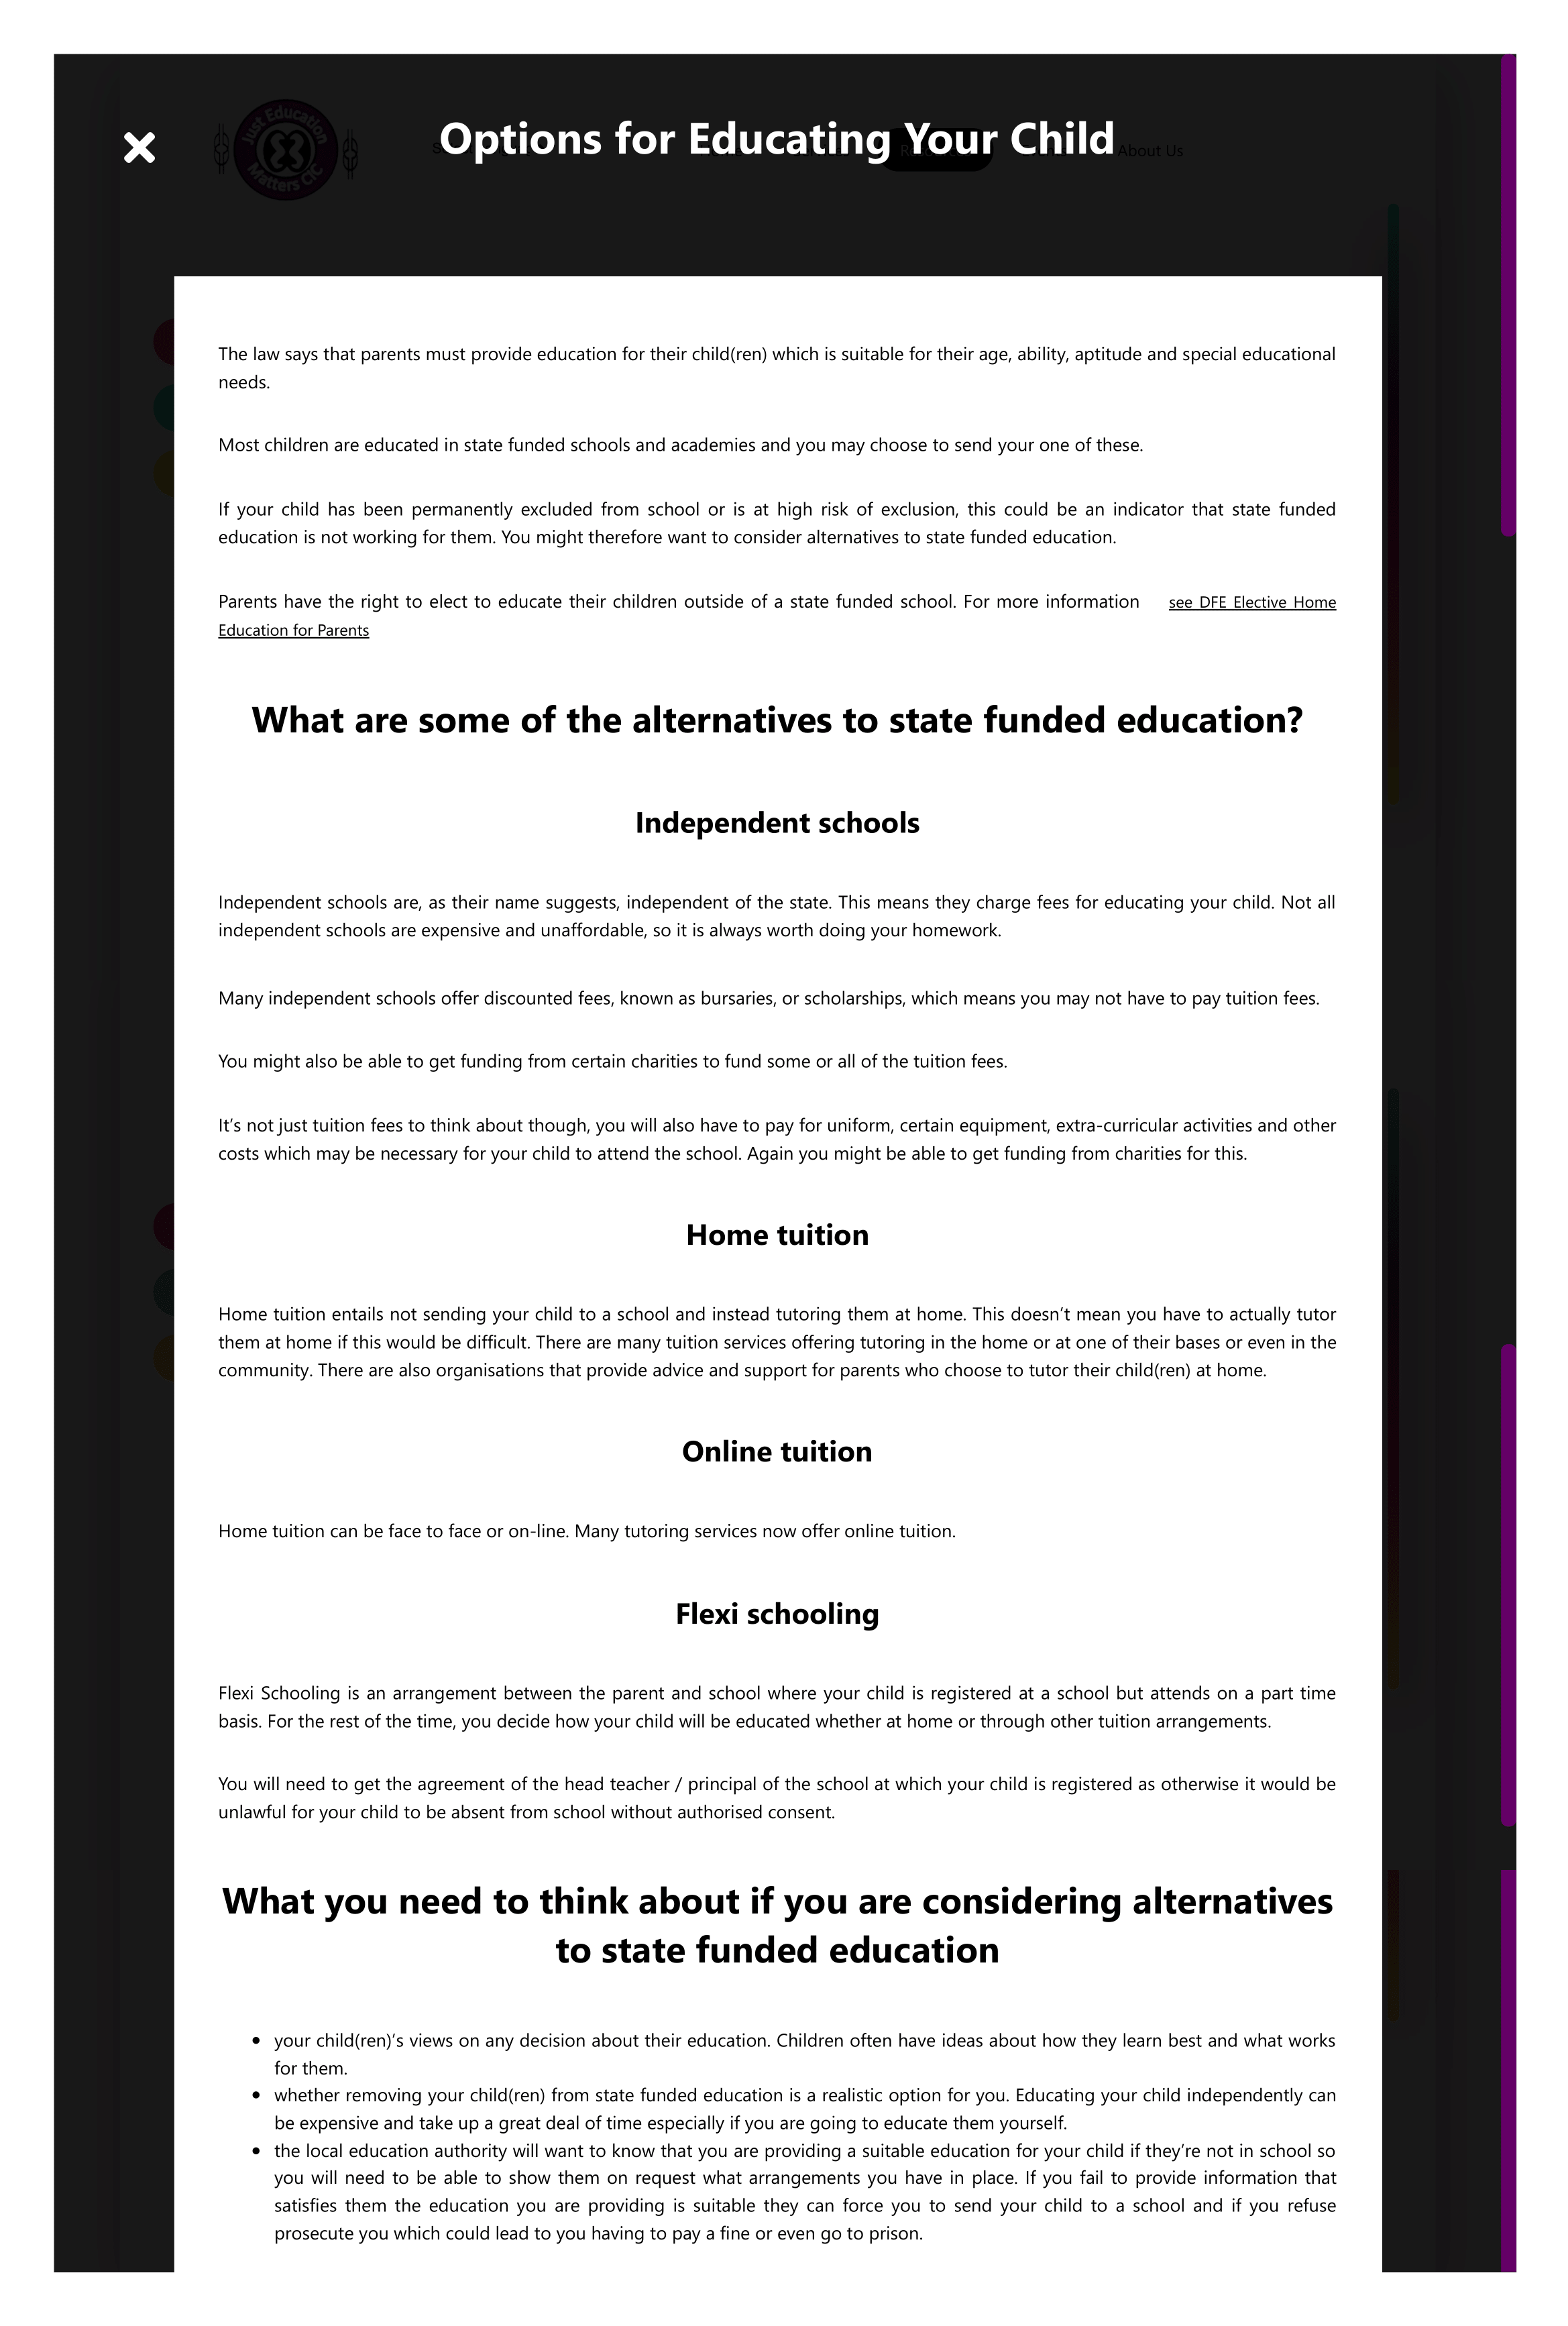 Just Education
Matters CIC
Options for Educating Your Child
About Us
The law says that parents must provide education for their child(ren) which is suitable for their age, ability, aptitude and special educational
needs.
Most children are educated in state funded schools and academies and you may choose to send your one of these.
If your child has been permanently excluded from school or is at high risk of exclusion, this could be an indicator that state funded
education is not working for them. You might therefore want to consider alternatives to state funded education.
Parents have the right to elect to educate their children outside of a state funded school. For more information see DFE Elective Home
Education for Parents
What are some of the alternatives to state funded education?
Independent schools
Independent schools are, as their name suggests, independent of the state. This means they charge fees for educating your child. Not all
independent schools are expensive and unaffordable, so it is always worth doing your homework.
Many independent schools offer discounted fees, known as bursaries, or scholarships, which means you may not have to pay tuition fees.
You might also be able to get funding from certain charities to fund some or all of the tuition fees.
It's not just tuition fees to think about though, you will also have to pay for uniform, certain equipment, extra-curricular activities and other
costs which may be necessary for your child to attend the school. Again you might be able to get funding from charities for this.
Home tuition
Home tuition entails not sending your child to a school and instead tutoring them at home. This doesn't mean you have to actually tutor
them at home if this would be difficult. There are many tuition services offering tutoring in the home or at one of their bases or even in the
community. There are also organisations that provide advice and support for parents who choose to tutor their child(ren) at home.
Online tuition
Home tuition can be face to face or on-line. Many tutoring services now offer online tuition.
Flexi schooling
Flexi Schooling is an arrangement between the parent and school where your child is registered at a school but attends on a part time
basis. For the rest of the time, you decide how your child will be educated whether at home or through other tuition arrangements.
You will need to get the agreement of the head teacher / principal of the school at which your child is registered as otherwise it would be
unlawful for your child to be absent from school without authorised consent.
What you need to think about if you are considering alternatives
to state funded education
• your child(ren)'s views on any decision about their education. Children often have ideas about how they learn best and what works
for them.
• whether removing your child(ren) from state funded education is a realistic option for you. Educating your child independently can
be expensive and take up a great deal of time especially if you are going to educate them yourself.
• the local education authority will want to know that you are providing a suitable education for your child if they're not in school so
you will need to be able to show them on request what arrangements you have in place. If you fail to provide information that
satisfies them the education you are providing is suitable they can force you to send your child to a school and if you refuse
prosecute you which could lead to you having to pay a fine or even go to prison.